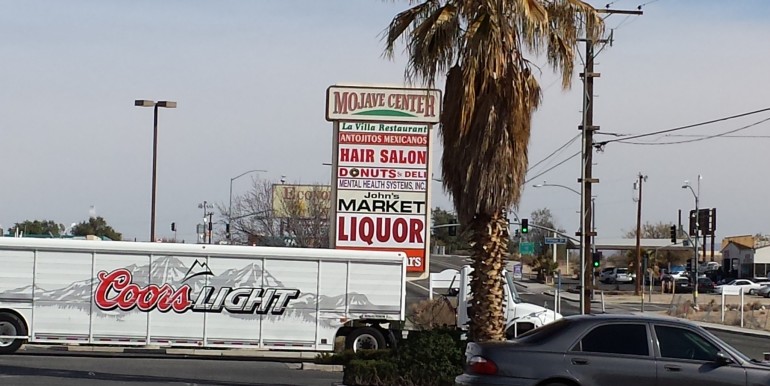 MOJAVE CENTER
La Villa Restaurant
ANTOJITOS MEXICANOS
HAIR SALON
DONUTS & DELI
MENTAL HEALTH SYSTEMS, INC.
John's
MARKET
LIQUOR
Coors LIGHT